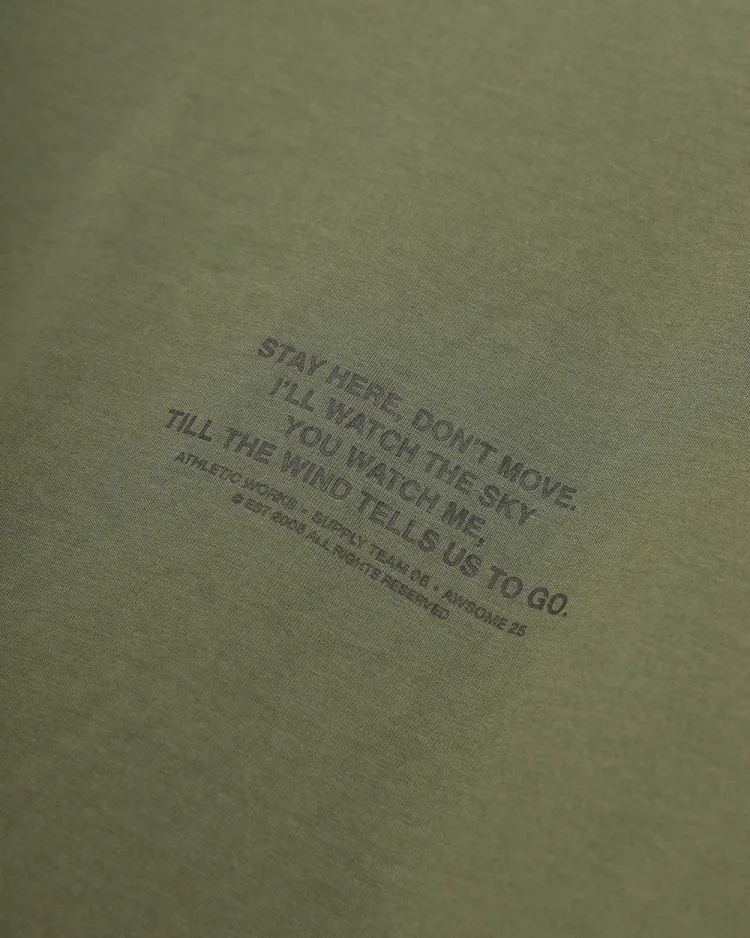 STAY HERE, DON'T MOVE.
I'LL WATCH THE SKY
YOU WATCH ME,
TILL THE WIND TELLS US TO GO.
ATHLETIC WORKS - SUPPLY TEAM 08 - AWSOME 25
© EST 2008 ALL RIGHTS RESERVED